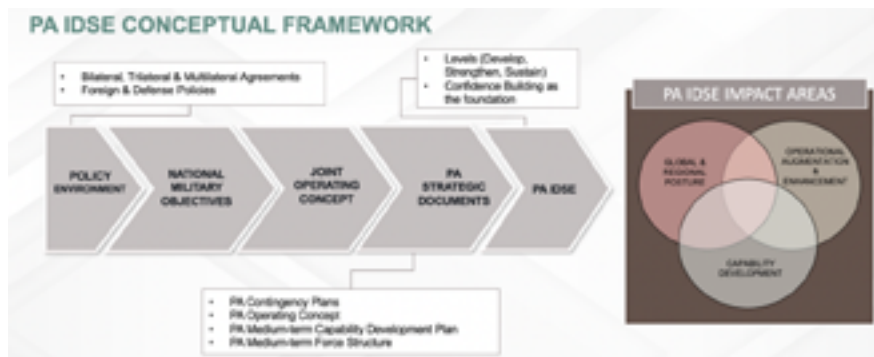 PA IDSE CONCEPTUAL FRAMEWORK
• Bilateral, Trilateral & Multilateral Agreements
• Foreign & Defense Policies
• Levels (Develop,
Strengthen, Sustain)
• Confidence Building as
the foundation
POLICY
ENVIRONMENT
NATIONAL
MILITARY
OBJECTIVES
JOINT
OPERATING
CONCEPT
PA
STRATEGIC
DOCUMENTS
PA IDSE
• PA Contingency Plans
• PA Operating Concept
• PA Medium-term Capability Development Plan
• PA Medium-term Force Structure
PA IDSE IMPACT AREAS
GLOBAL &
REGIONAL
POSTURE
OPERATIONAL
AUGMENTATION
&
ENHANCEMENT
CAPABILITY
DEVELOPMENT